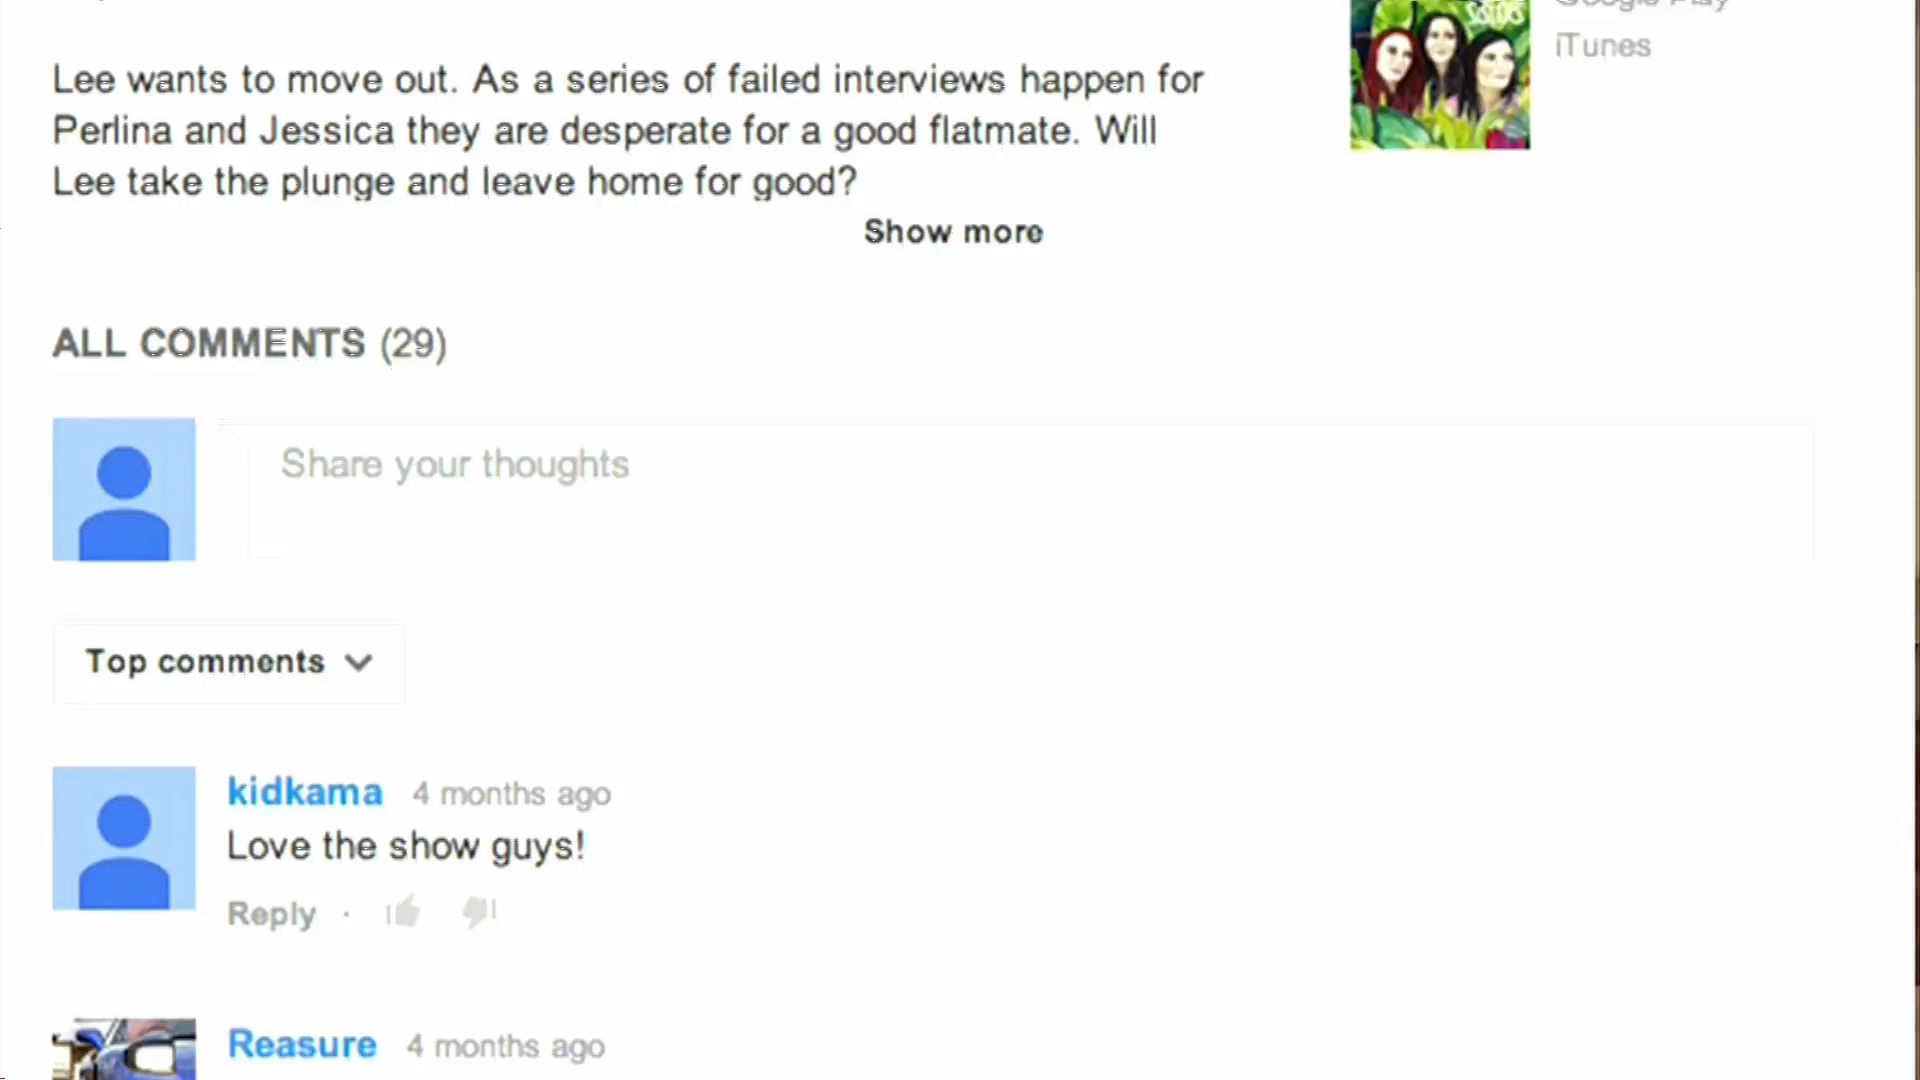 Lee wants to move out. As a series of failed interviews happen for
Perlina and Jessica they are desperate for a good flatmate. Will
Lee take the plunge and leave home for good?
Show more
Google Play
iTunes
ALL COMMENTS (29)
Share your thoughts
Top comments
kidkama 4 months ago
Love the show guys!
Reply ·
Reasure 4 months ago